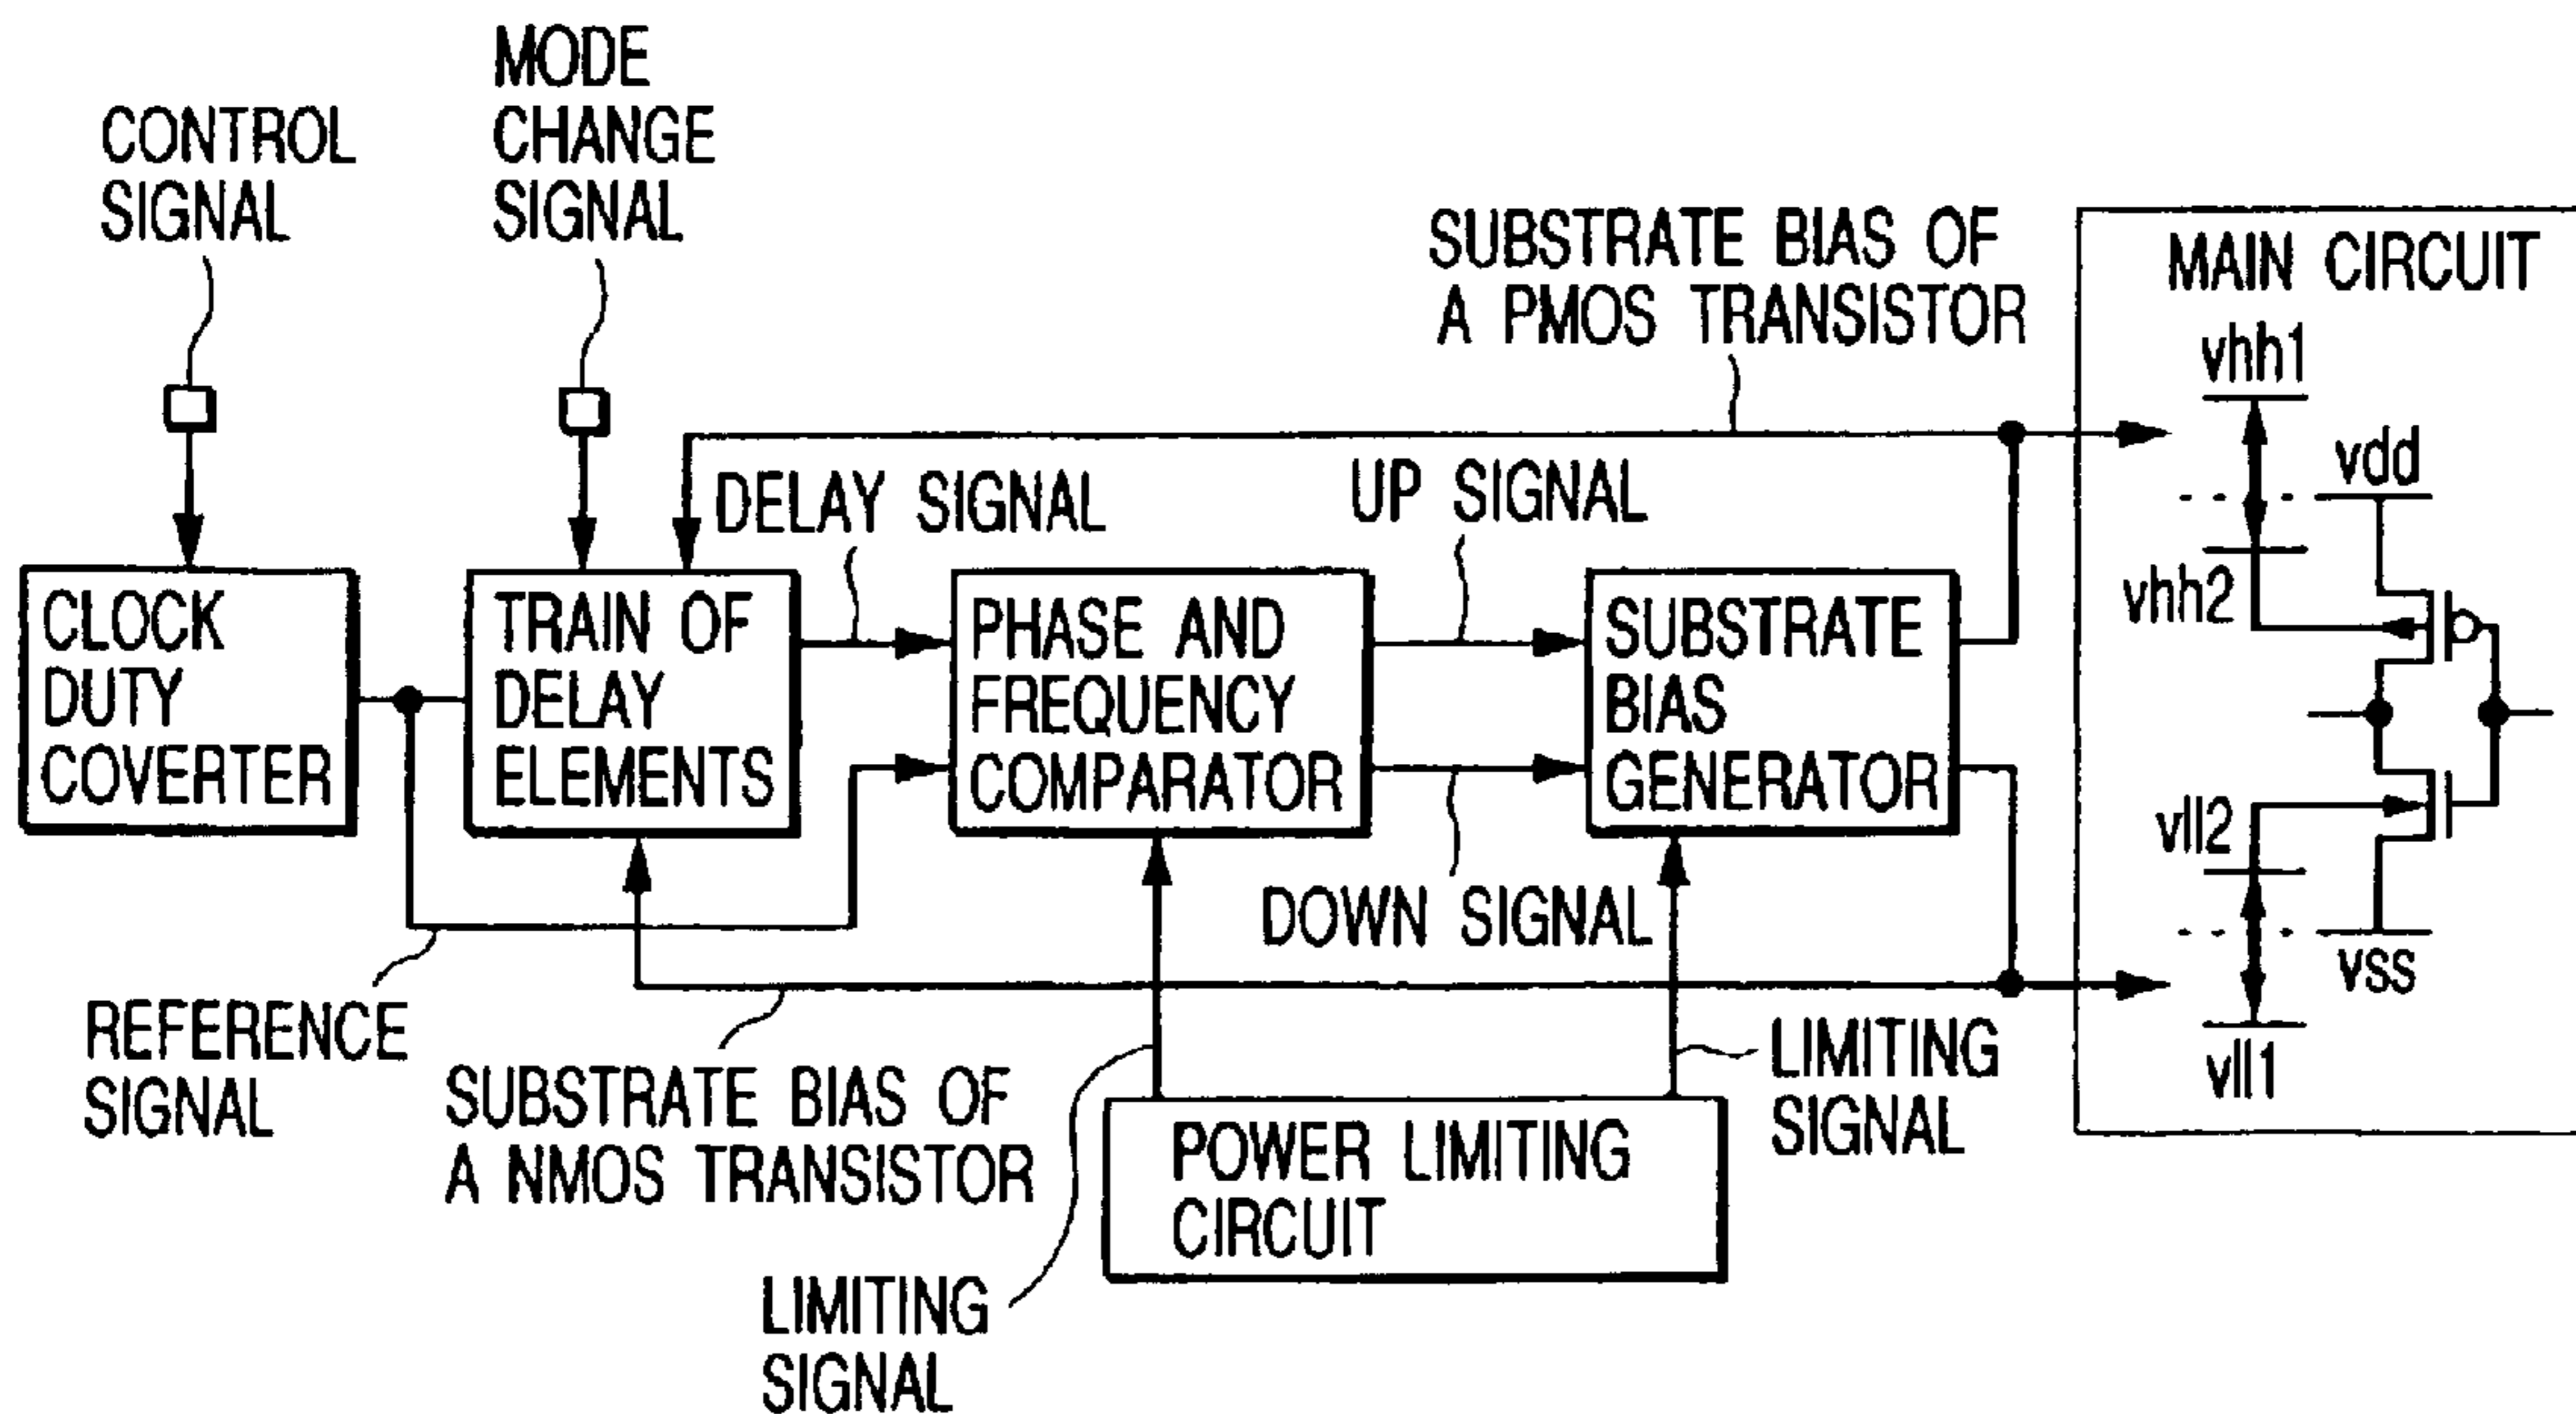 MODE
CHANGE
SIGNAL
CONTROL
SIGNAL
SUBSTRATE BIAS OF
A PMOS TRANSISTOR
MAIN CIRCUIT
vhh1
vdd
DELAY SIGNAL
UP SIGNAL
CLOCK
DUTY
COVERTER
TRAIN OF
DELAY
ELEMENTS
PHASE AND
FREQUENCY
COMPARATOR
SUBSTRATE
BIAS
GENERATOR
vhh2
vll2
DOWN SIGNAL
vss
REFERENCE
SIGNAL
SUBSTRATE BIAS OF
A NMOS TRANSISTOR
LIMITING
SIGNAL
vll1
POWER LIMITING
CIRCUIT
LIMITING
SIGNAL